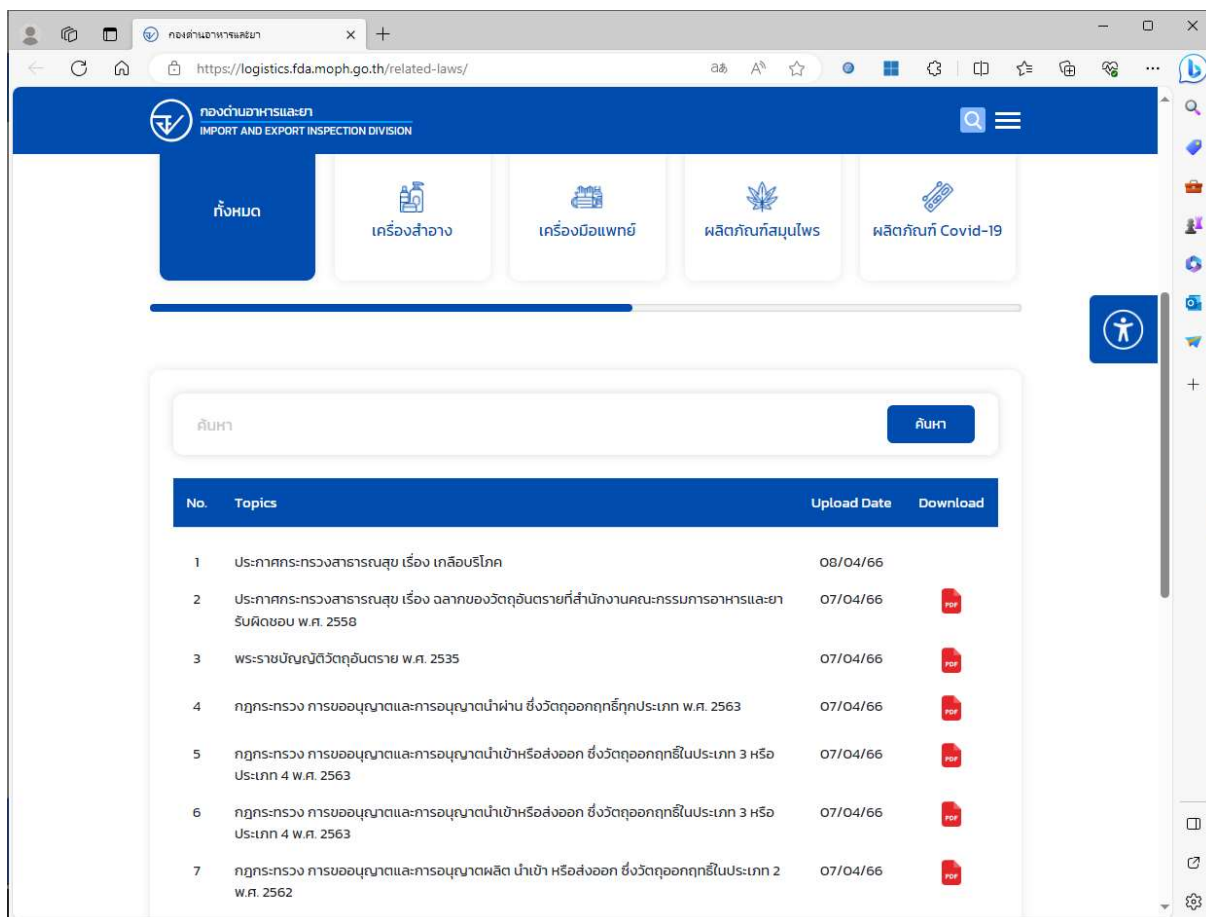 กองด่านอาหารและยา
https://logistics.fda.moph.go.th/related-laws/
กองด่านอาหารและยา
IMPORT AND EXPORT INSPECTION DIVISION
ทั้งหมด
เครื่องสำอาง
เครื่องมือแพทย์
ผลิตภัณฑ์สมุนไพร
ผลิตภัณฑ์ Covid-19
ค้นหา
ค้นหา
No. Topics Upload Date Download
1 ประกาศกระทรวงสาธารณสุข เรื่อง เกลือบริโภค 08/04/66
2 ประกาศกระทรวงสาธารณสุข เรื่อง ฉลากของวัตถุอันตรายที่สำนักงานคณะกรรมการอาหารและยา 07/04/66 PDF
รับผิดชอบ พ.ศ. 2558
3 พระราชบัญญัติวัตถุอันตราย พ.ศ. 2535 07/04/66 PDF
4 กฎกระทรวง การขออนุญาตและการอนุญาตนำผ่าน ซึ่งวัตถุออกฤทธิ์ทุกประเภท พ.ศ. 2563 07/04/66 PDF
5 กฎกระทรวง การขออนุญาตและการอนุญาตนำเข้าหรือส่งออก ซึ่งวัตถุออกฤทธิ์ในประเภท 3 หรือ 07/04/66 PDF
ประเภท 4 พ.ศ. 2563
6 กฎกระทรวง การขออนุญาตและการอนุญาตนำเข้าหรือส่งออก ซึ่งวัตถุออกฤทธิ์ในประเภท 3 หรือ 07/04/66 PDF
ประเภท 4 พ.ศ. 2563
7 กฎกระทรวง การขออนุญาตและการอนุญาตผลิต นำเข้า หรือส่งออก ซึ่งวัตถุออกฤทธิ์ในประเภท 2 07/04/66 PDF
พ.ศ. 2562